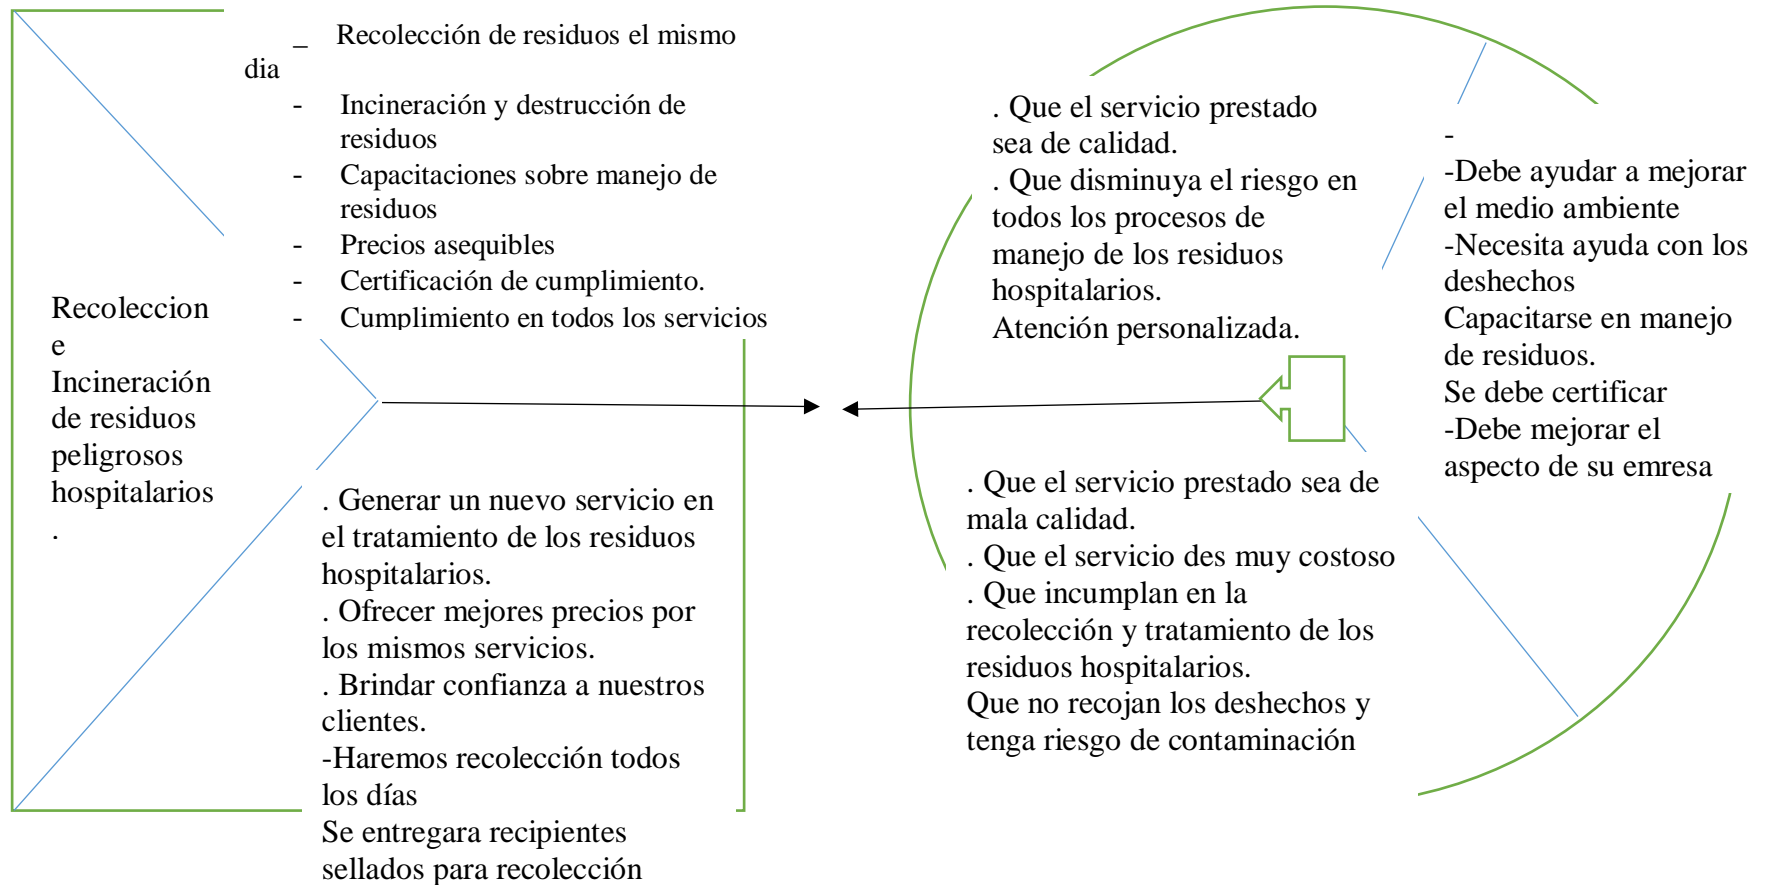 _ Recolección de residuos el mismo
dia
- Incineración y destrucción de
residuos
- Capacitaciones sobre manejo de
residuos
- Precios asequibles
- Certificación de cumplimiento.
- Cumplimiento en todos los servicios
Recoleccion
e
Incineración
de residuos
peligrosos
hospitalarios
.
. Generar un nuevo servicio en
el tratamiento de los residuos
hospitalarios.
. Ofrecer mejores precios por
los mismos servicios.
. Brindar confianza a nuestros
clientes.
-Haremos recolección todos
los días
Se entregara recipientes
sellados para recolección
. Que el servicio prestado
sea de calidad.
. Que disminuya el riesgo en
todos los procesos de
manejo de los residuos
hospitalarios.
Atención personalizada.
-
-Debe ayudar a mejorar
el medio ambiente
-Necesita ayuda con los
deshechos
Capacitarse en manejo
de residuos.
Se debe certificar
-Debe mejorar el
aspecto de su emresa
. Que el servicio prestado sea de
mala calidad.
. Que el servicio des muy costoso
. Que incumplan en la
recolección y tratamiento de los
residuos hospitalarios.
Que no recojan los deshechos y
tenga riesgo de contaminación